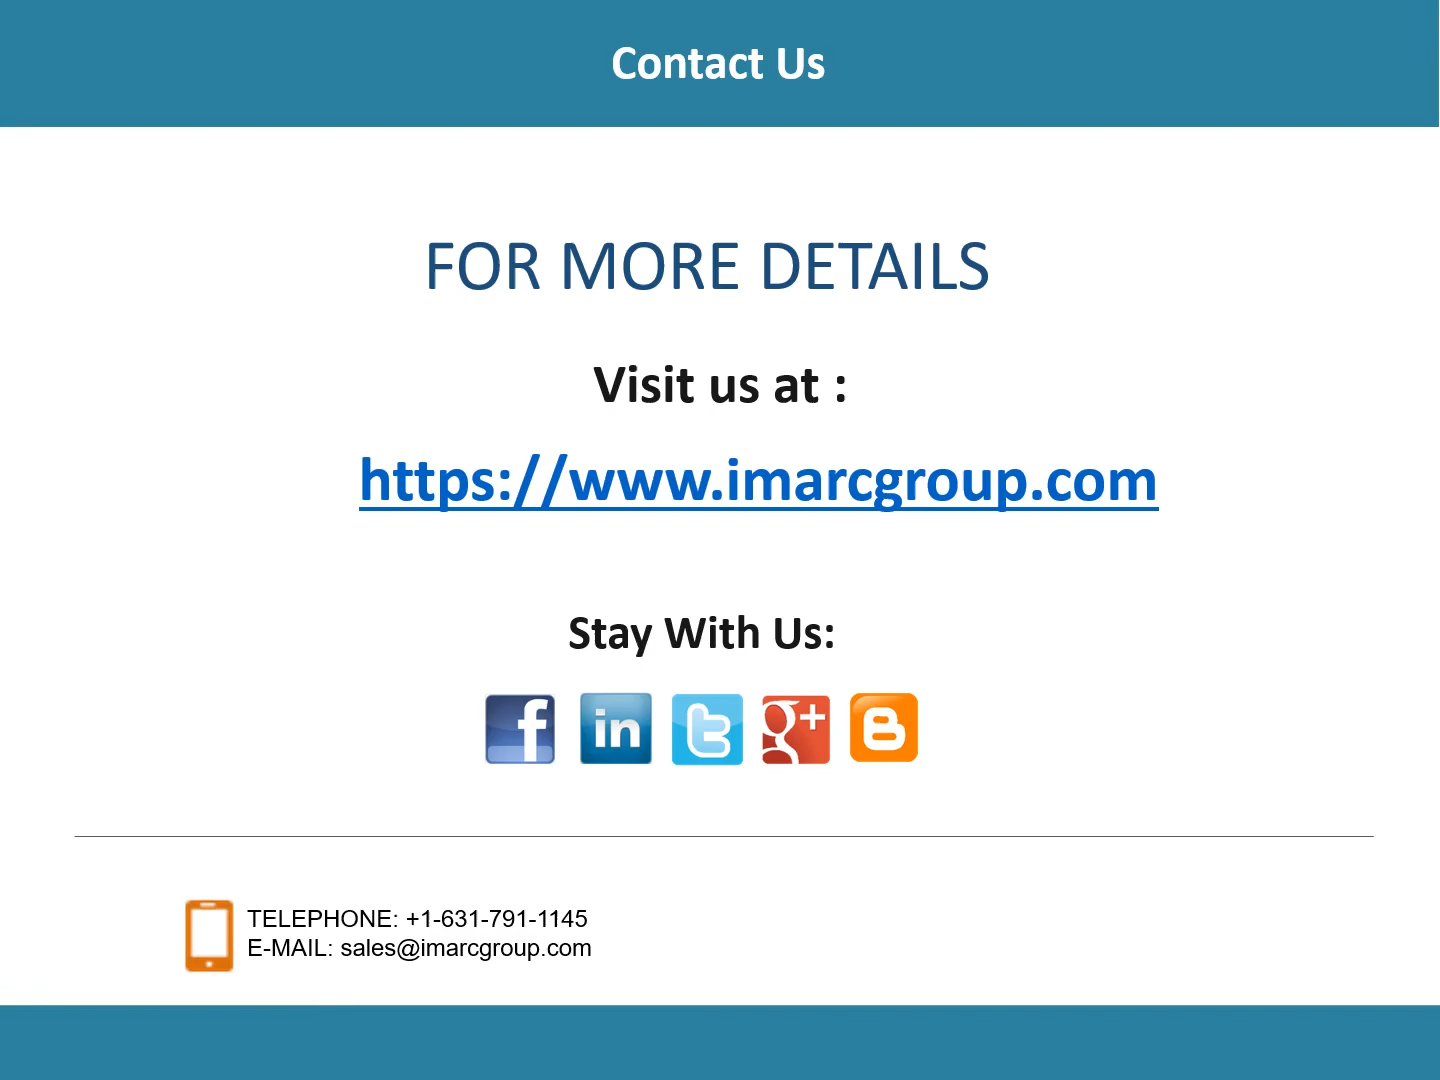 Contact Us
FOR MORE DETAILS
Visit us at :
https://www.imarcgroup.com
Stay With Us:
f in t g+ B
TELEPHONE: +1-631-791-1145
E-MAIL: sales@imarcgroup.com